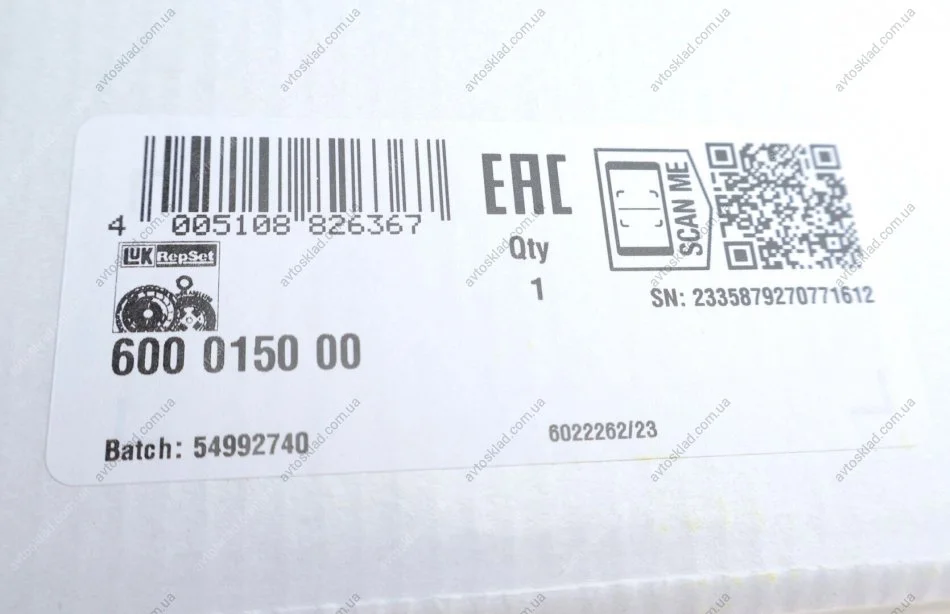 4 005108 826367
EAC
SCAN ME
LUK RepSet
Qty
1
SN: 2335879270771612
600 0150 00
Batch: 54992740
6022262/23
avtosklad.com.ua